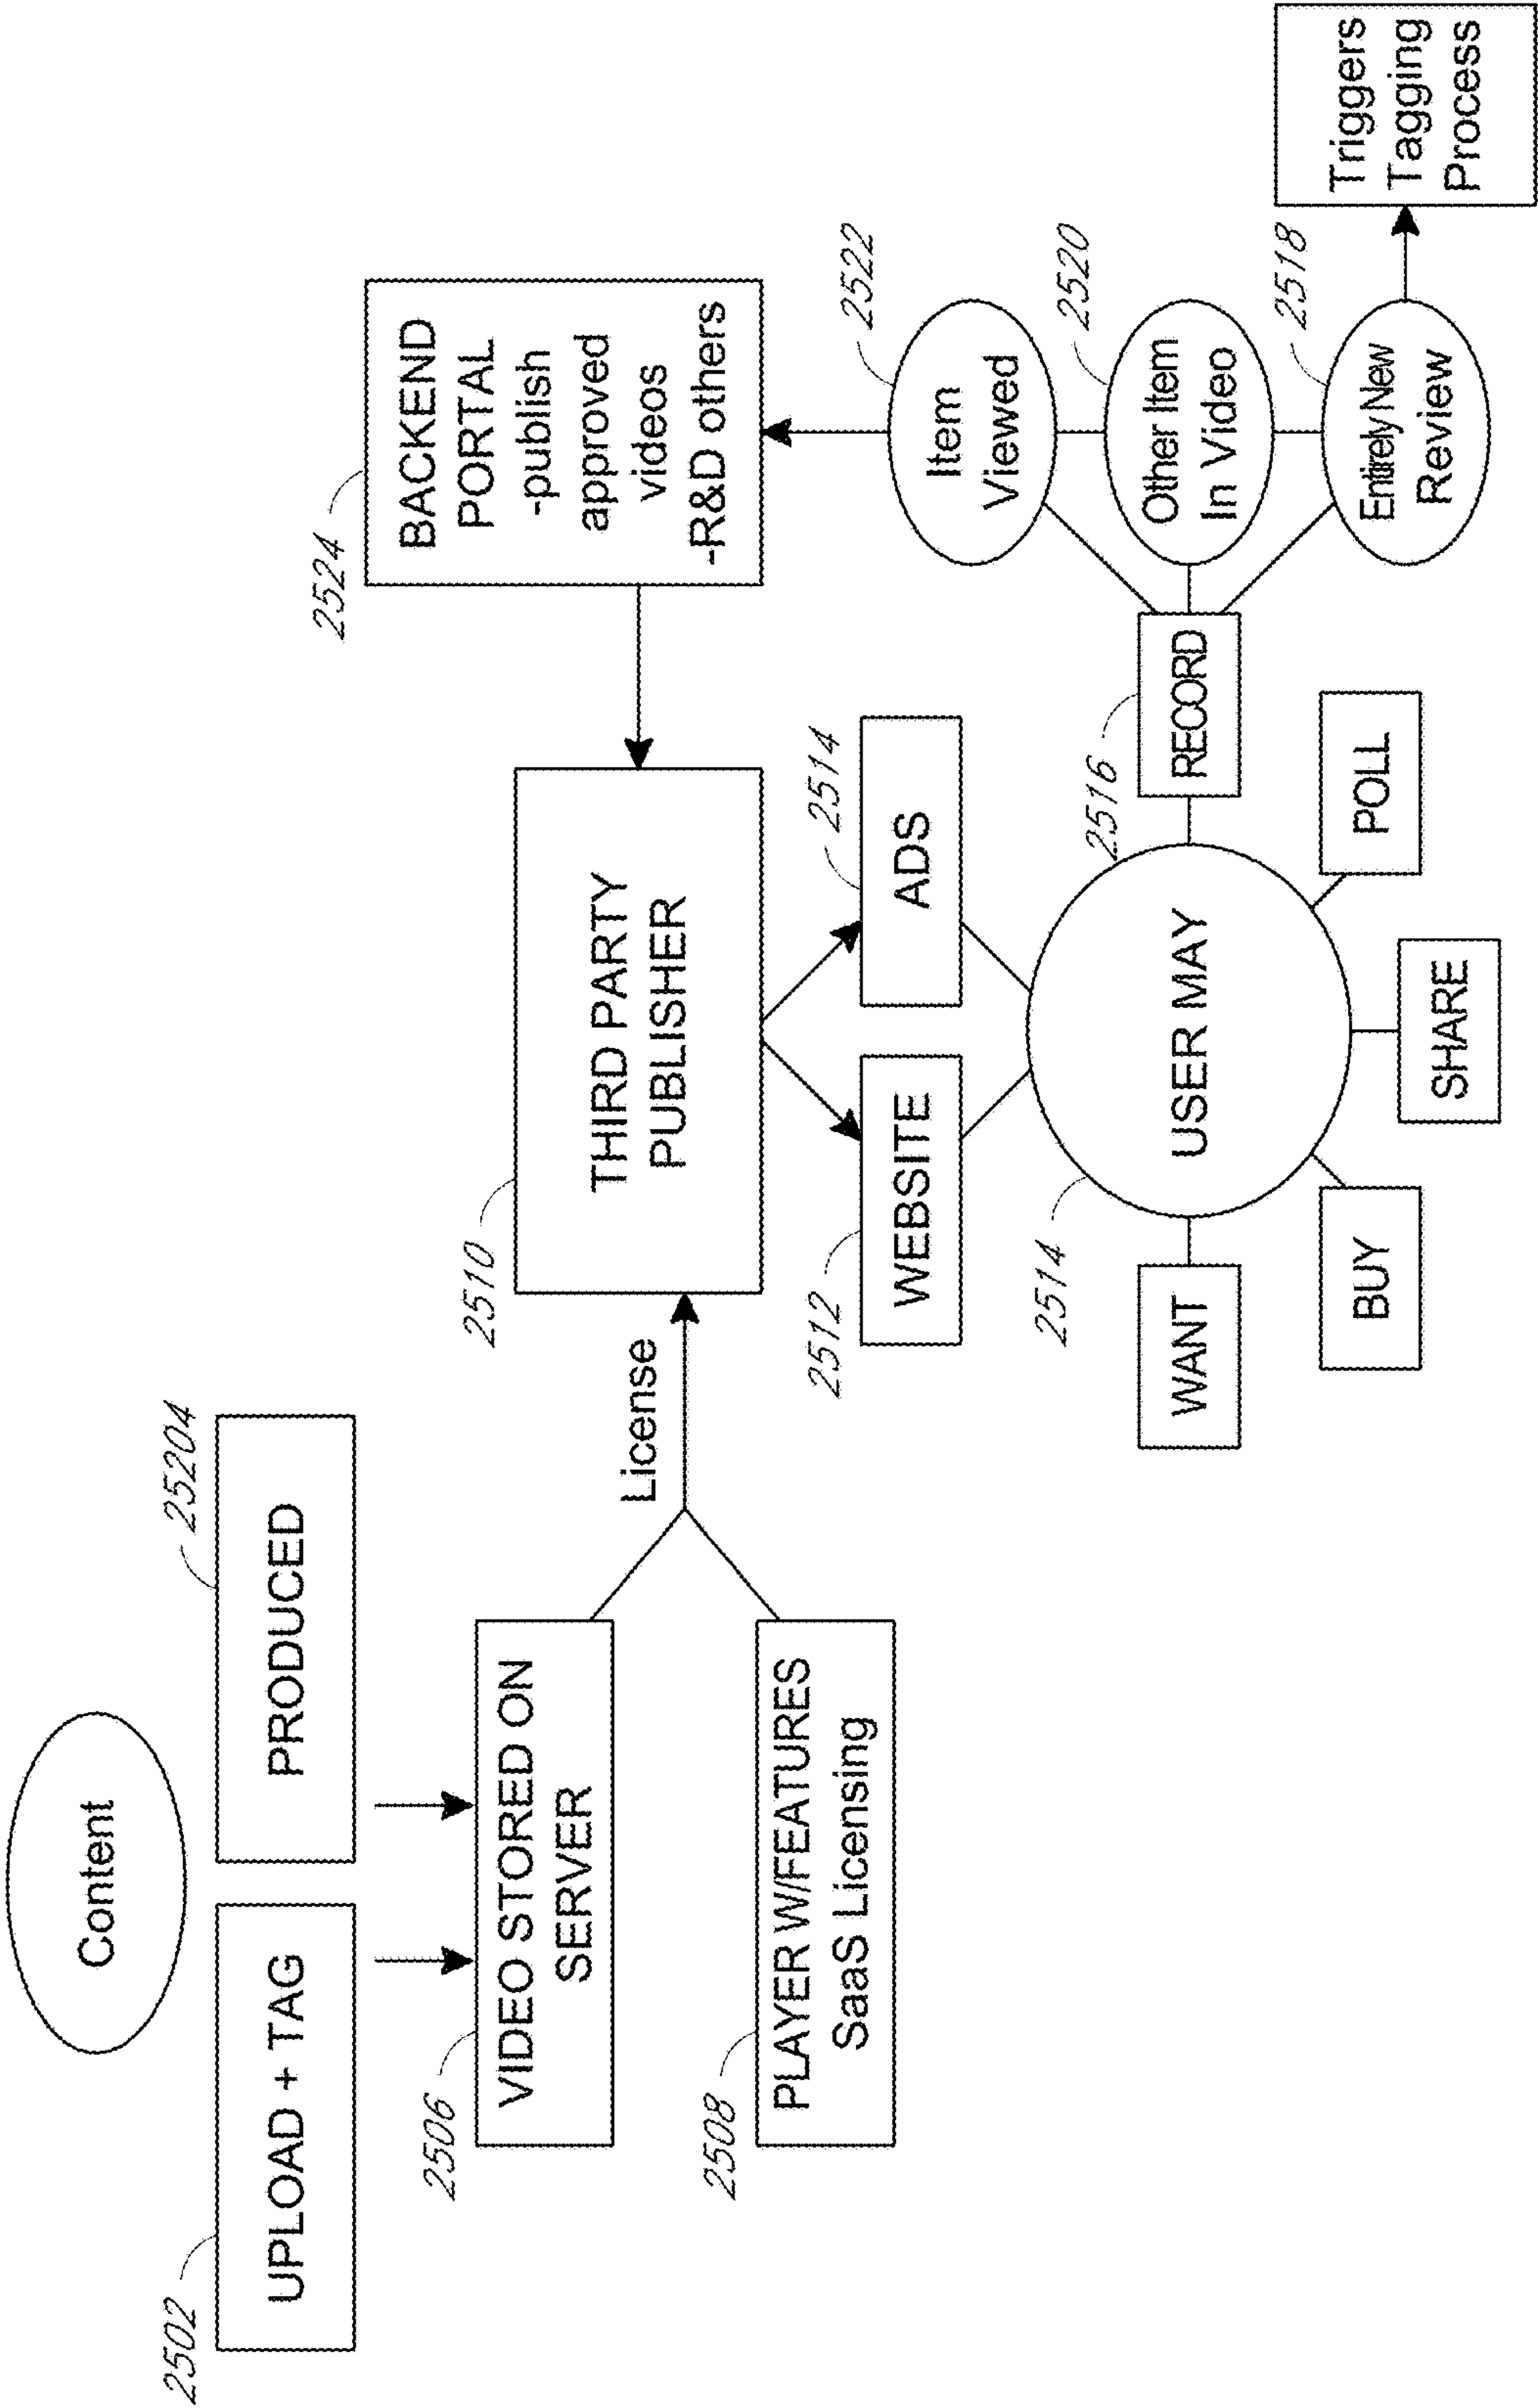 Content
2502
UPLOAD + TAG
25204
PRODUCED
2506
VIDEO STORED ON
SERVER
2508
PLAYER W/FEATURES
SaaS Licensing
License
2510
THIRD PARTY
PUBLISHER
2524
BACKEND
PORTAL
-publish
approved
videos
-R&D others
2512
WEBSITE
2514
ADS
2514
USER MAY
WANT
BUY
SHARE
POLL
2516
RECORD
2522
Item
Viewed
2520
Other Item
In Video
2518
Entirely New
Review
Triggers
Tagging
Process